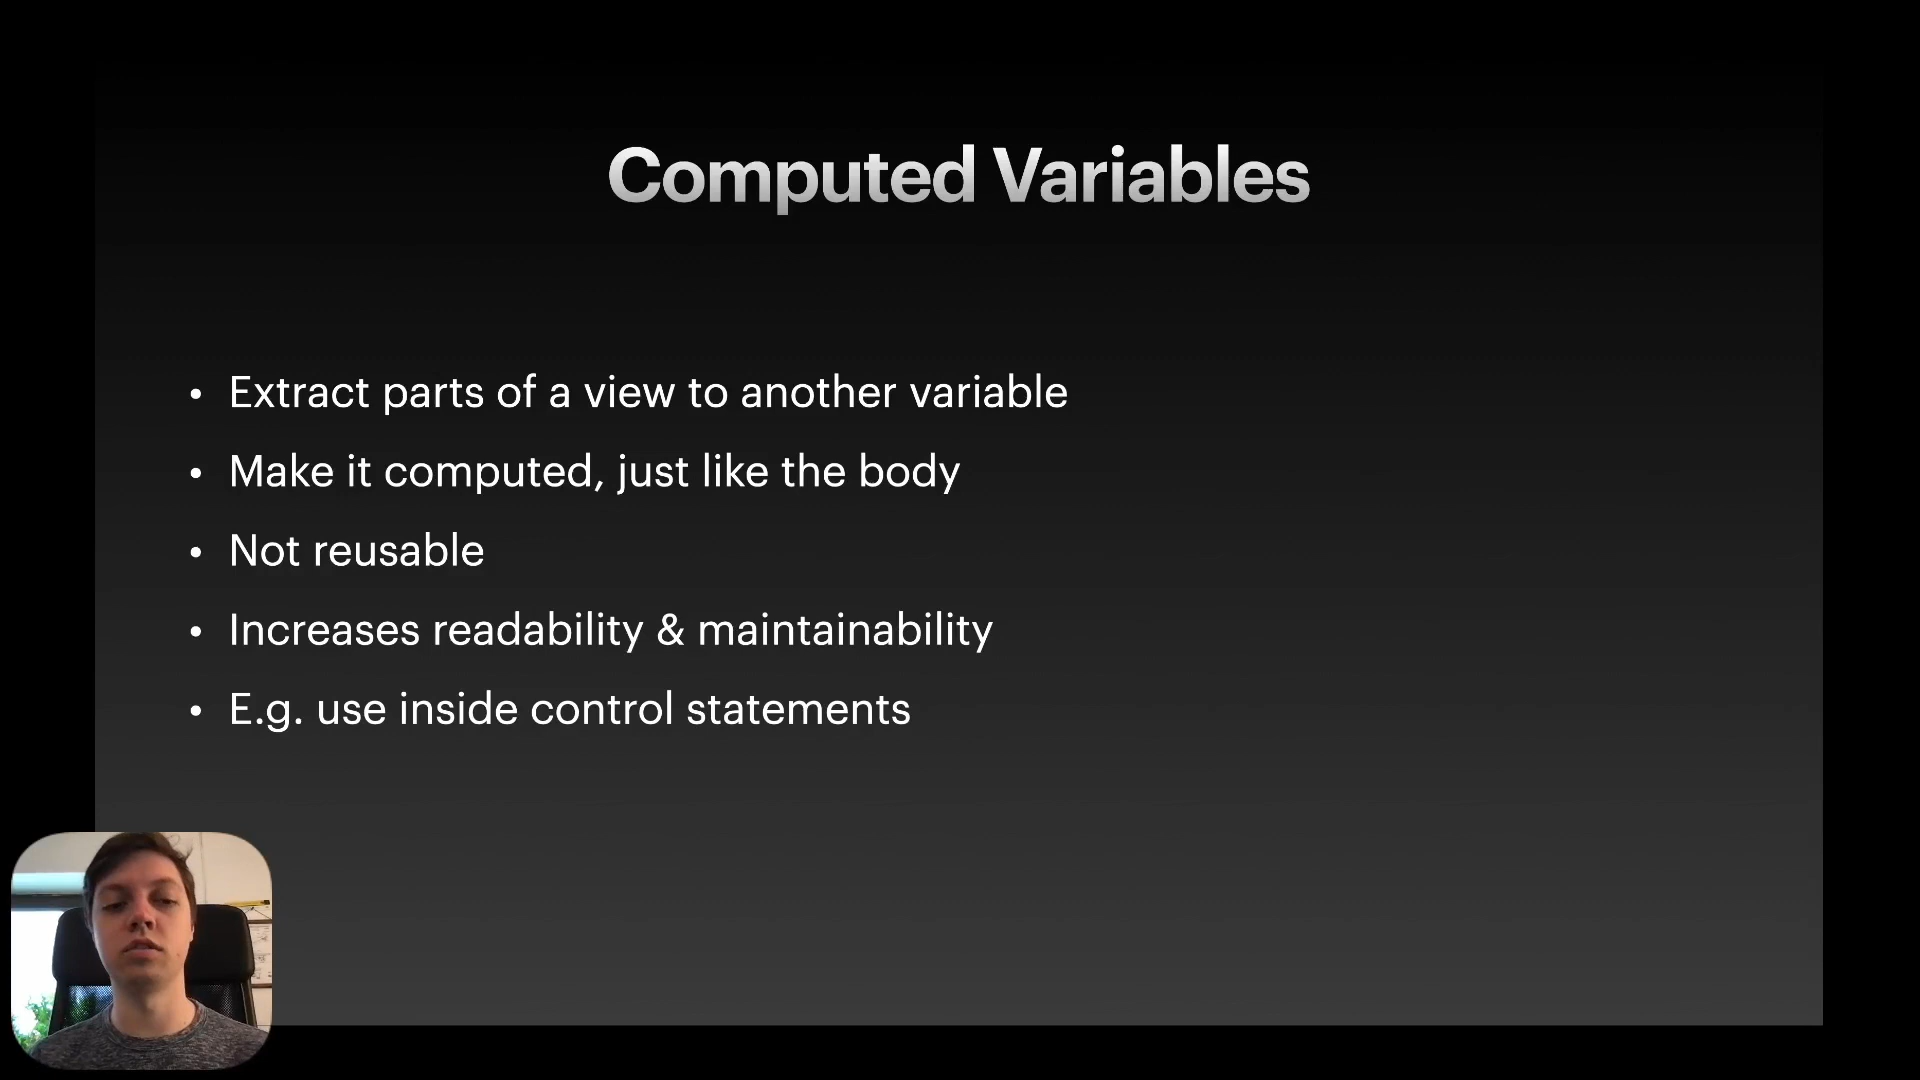 Computed Variables
• Extract parts of a view to another variable
• Make it computed, just like the body
• Not reusable
• Increases readability & maintainability
• E.g. use inside control statements